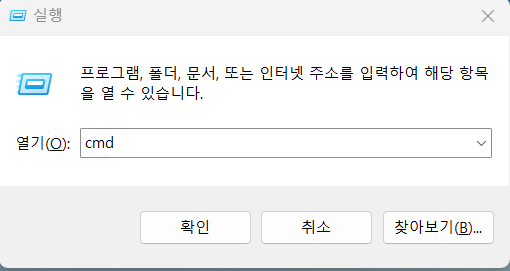 실행
프로그램, 폴더, 문서, 또는 인터넷 주소를 입력하여 해당 항목
을 열 수 있습니다.
열기(O): cmd
확인 취소 찾아보기(B)...